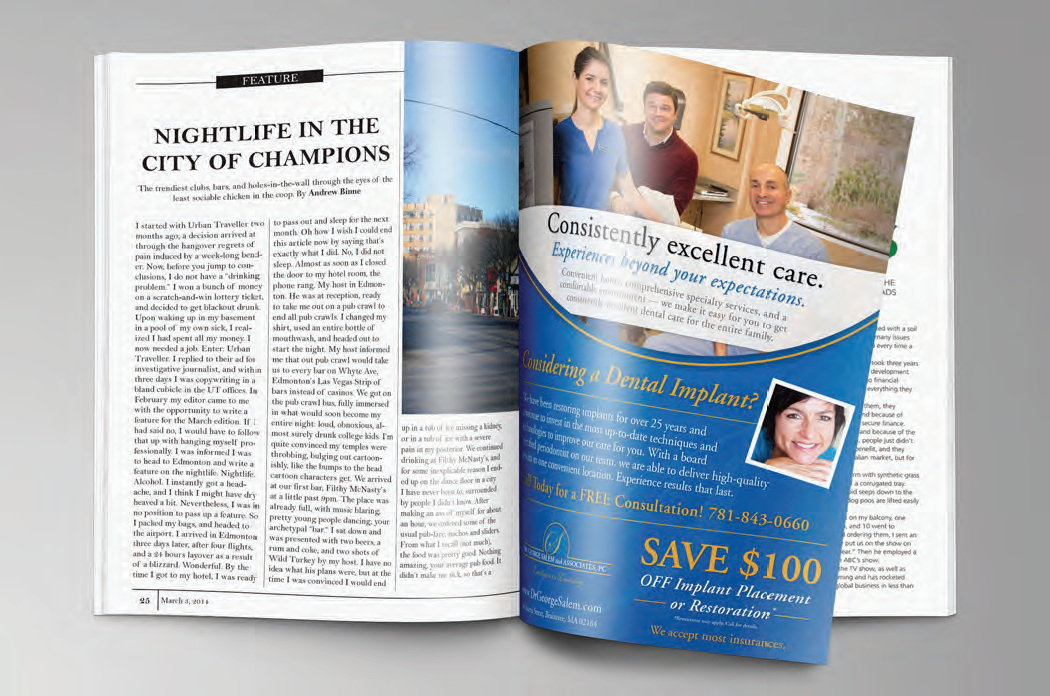 FEATURE
NIGHTLIFE IN THE
CITY OF CHAMPIONS
The trendiest clubs, bars, and holes-in-the-wall through the eyes of the
least sociable chicken in the coop. By Andrew Binne
I started with Urban Traveller two
months ago; a decision arrived at
through the hangover regrets of
pain induced by a week-long bend-
er. Now, before you jump to con-
clusions, I do not have a "drinking
problem." I won a bunch of money
on a scratch-and-win lottery ticket,
and decided to get blackout drunk.
Upon waking up in my basement
in a pool of my own sick, I real-
ized I had spent all my money. I
now needed a job. Enter: Urban
Traveller. I replied to their ad for
investigative journalist, and within
three days I was copywriting in a
bland cubicle in the UT offices. In
February my editor came to me
with the opportunity to write a
feature for the March edition. If I
had said no, I would have to follow
that up with hanging myself pro-
fessionally. I was informed I was
to head to Edmonton and write a
feature on the nightlife. Nightlife.
Alcohol. I instantly got a head-
ache, and I think I might have dry
heaved a bit. Nevertheless, I was in
no position to pass up a feature. So
I packed my bags, and headed to
the airport. I arrived in Edmonton
three days later, after four flights,
and a 24 hours layover as a result
of a blizzard. Wonderful. By the
time I got to my hotel, I was ready
to pass out and sleep for the next
month. Oh how I wish I could end
this article now by saying that's
exactly what I did. No, I did not
sleep. Almost as soon as I closed
the door to my hotel room, the
phone rang. My host in Edmon-
ton. He was at reception, ready
to take me out on a pub crawl to
end all pub crawls. I changed my
shirt, used an entire bottle of
mouthwash, and headed out to
start the night. My host informed
me that out pub crawl would take
us to every bar on Whyte Ave,
Edmonton's Las Vegas Strip of
bars instead of casinos. We got on
the pub crawl bus, fully immersed
in what would soon become my
entire night: loud, obnoxious, al-
most surely drunk college kids. I'm
quite convinced my temples were
throbbing, bulging out cartoon-
ishly, like the bumps to the head
cartoon characters get. We arrived
at our first bar, Filthy McNasty's
at a little past 9pm. The place was
already full, with music blaring,
pretty young people dancing; your
archetypal "bar." I sat down and
was presented with two beers, a
rum and coke, and two shots of
Wild Turkey by my host. I have no
idea what his plans were, but at the
time I was convinced I would end
up in a tub of ice missing a kidney,
or in a tub of ice with a severe
pain in my posterior. We continued
drinking at Filthy McNasty's, and
for some inexplicable reason I end-
ed up on the dance floor in a city
I have never been to, surrounded
by people I didn't know. After
making an ass of myself for about
an hour, we ordered some of the
usual pub-fare; nachos and sliders.
From what I recall (not much),
the food was pretty good. Nothing
amazing, your average pub food. It
didn't make me sick, so that's a
25 March 3, 2014
Consistently excellent care.
Experiences beyond your expectations.
Convenient hours, comprehensive specialty services, and a
comfortable environment — we make it easy for you to get
consistently excellent dental care for the entire family.
Considering a Dental Implant?
We have been restoring implants for over 25 years and
continue to invest in the most up-to-date techniques and
technologies to improve our care for you. With a board
periodontist on our team, we are able to deliver high-quality
in one convenient location. Experience results that last.
Call Today for a FREE Consultation! 781-843-0660
GEORGE SALEM and ASSOCIATES, PC
www.DrGeorgeSalem.com
Street, Braintree, MA 02184
SAVE $100
OFF Implant Placement
or Restoration*
*Restrictions may apply. Call for details.
We accept most insurances.
HE
ADS
ed with a soil
many issues
every time a
ook three years
development
o financial
everything they
them, they
nd because of
secure finance.
nd because of the
, people just didn't
benefit, and they
alian market, but for
rm with synthetic grass
a corrugated tray.
id seeps down to the
dog poos are lifted easily
s on my balcony, one
, and 10 went to
ordering them, I sent an
put us on the show on
ear." Then he employed a
ABC's show.
the TV show, as well as
ming and has rocketed
global business in less than